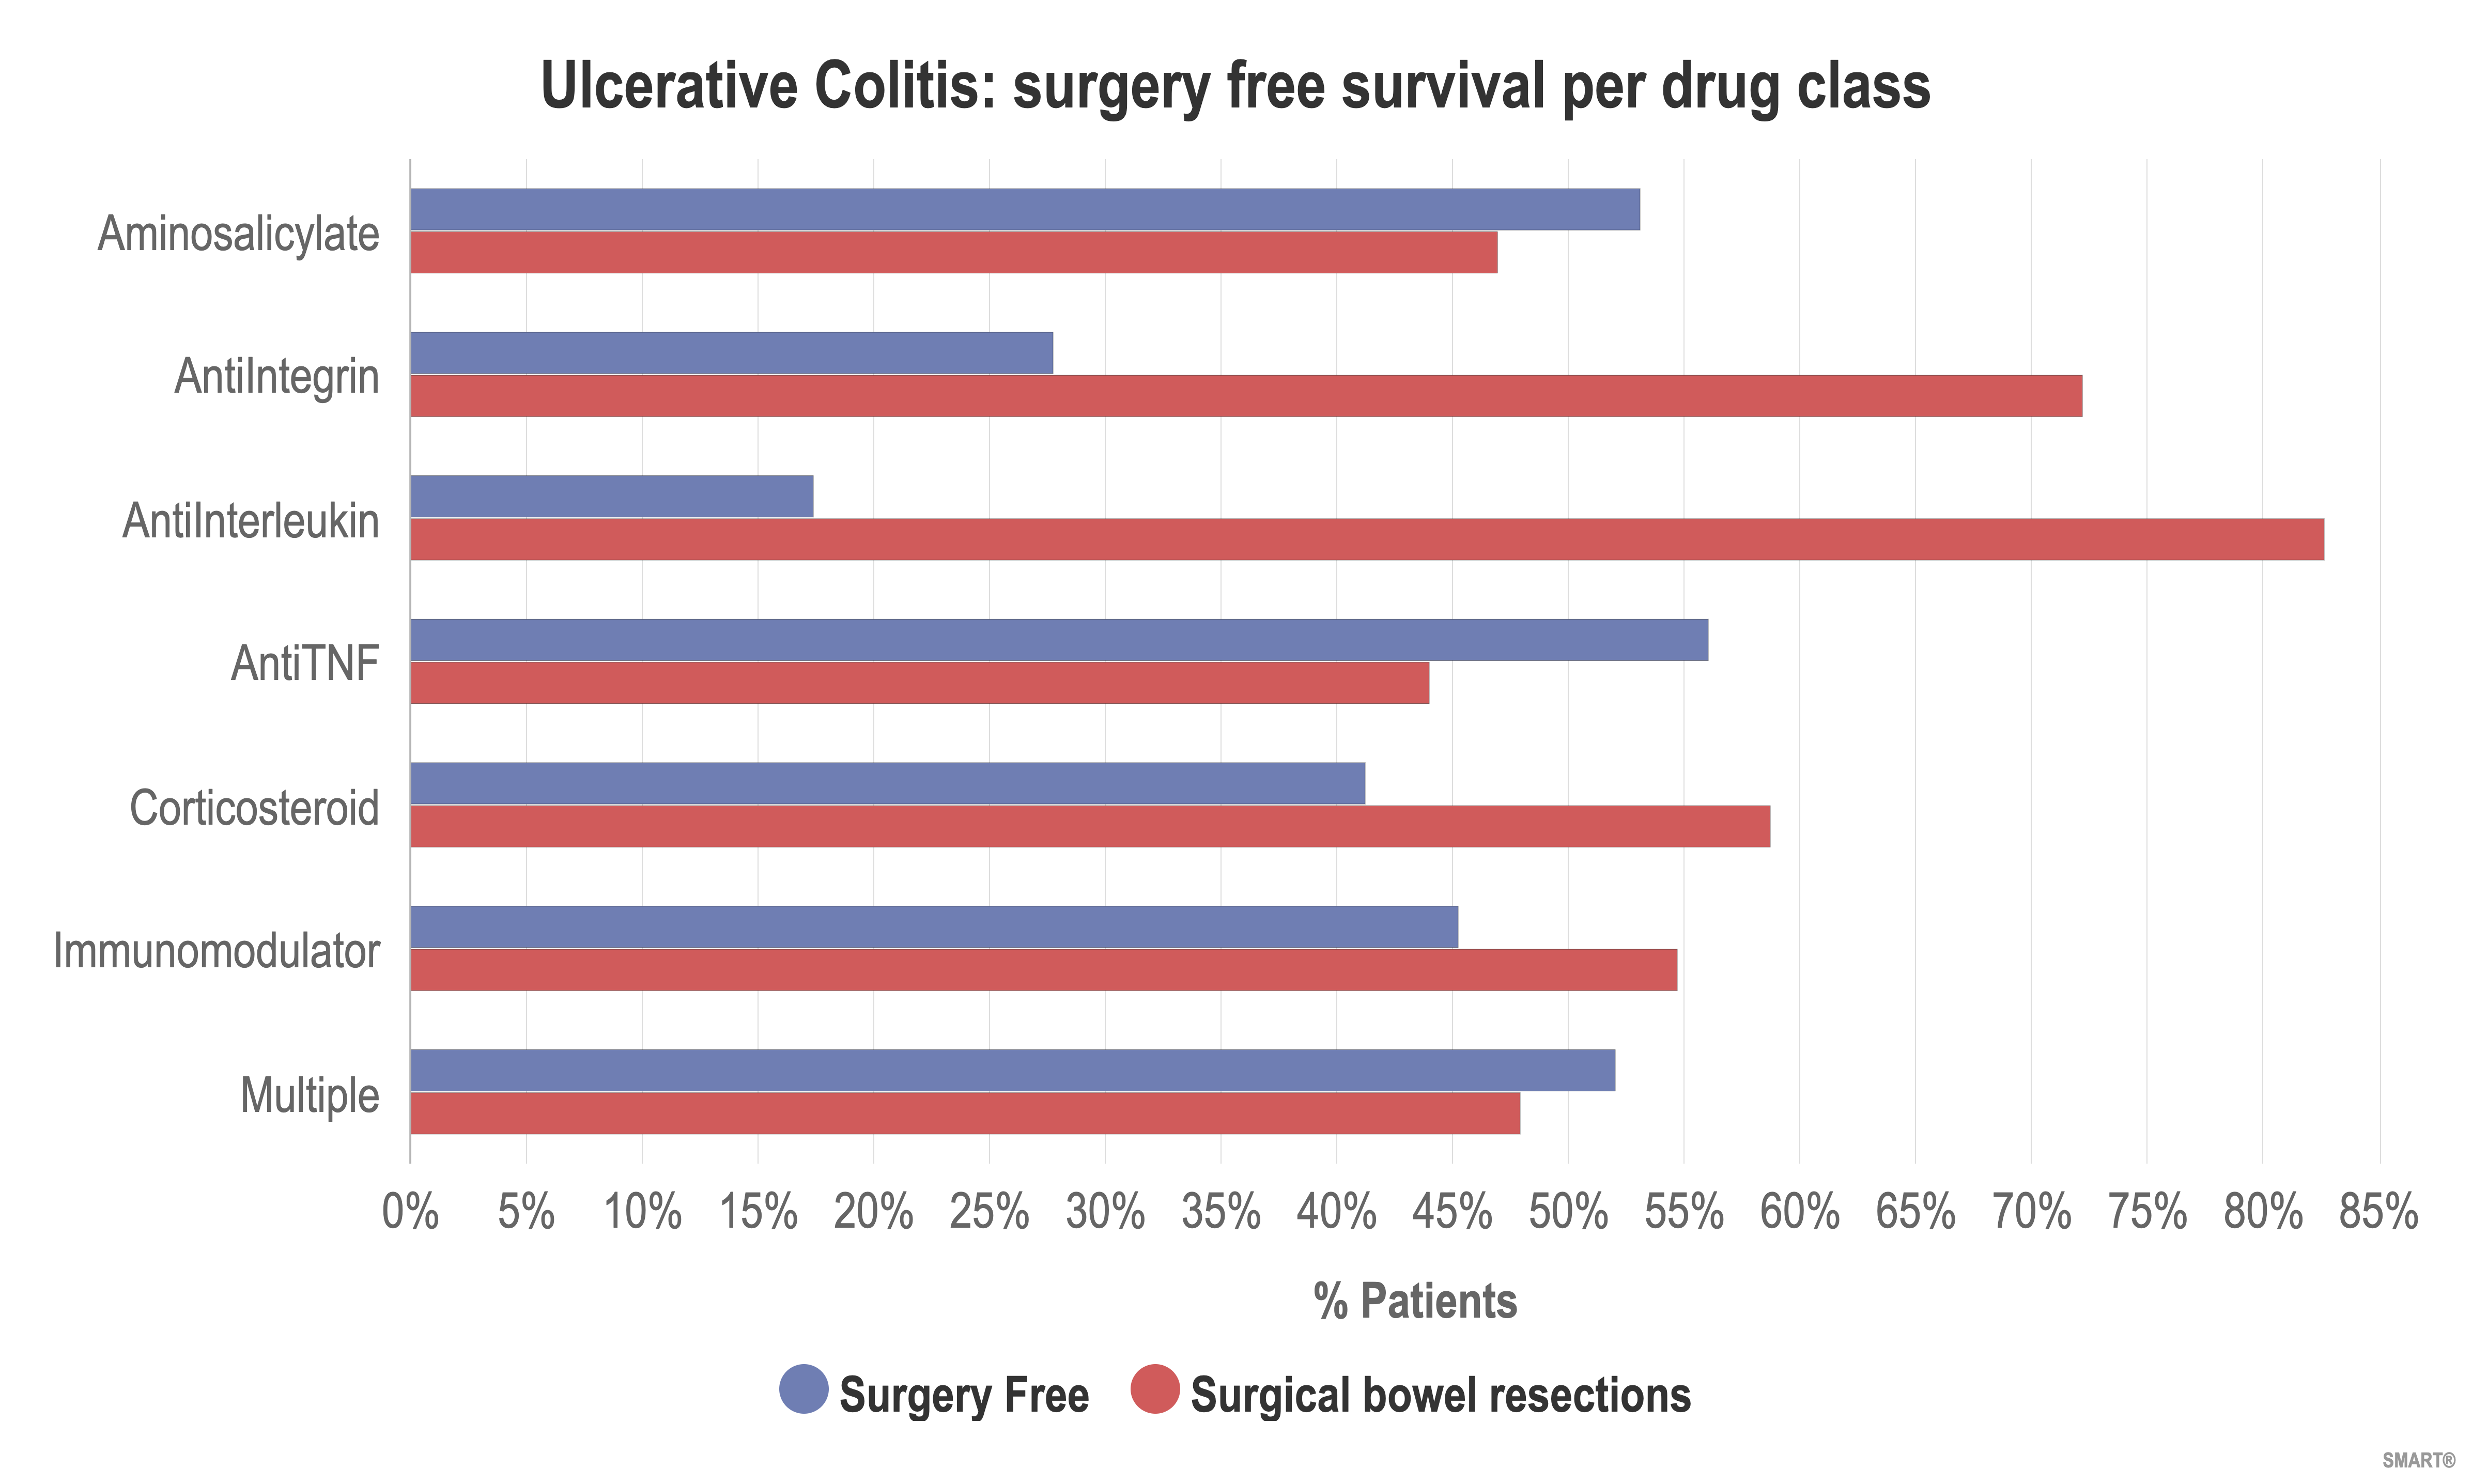 Ulcerative Colitis: surgery free survival per drug class
Aminosalicylate
AntiIntegrin
AntiInterleukin
AntiTNF
Corticosteroid
Immunomodulator
Multiple
0% 5% 10% 15% 20% 25% 30% 35% 40% 45% 50% 55% 60% 65% 70% 75% 80% 85%
% Patients
Surgery Free Surgical bowel resections
SMART®